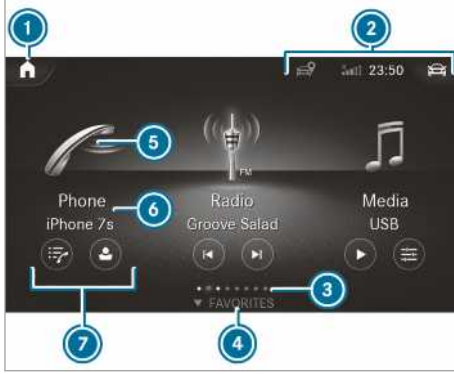 1
2
23:50
5
FM
Phone
Radio
Media
iPhone 7s
6
Groove Salad
USB
3
FAVORITES
7
4